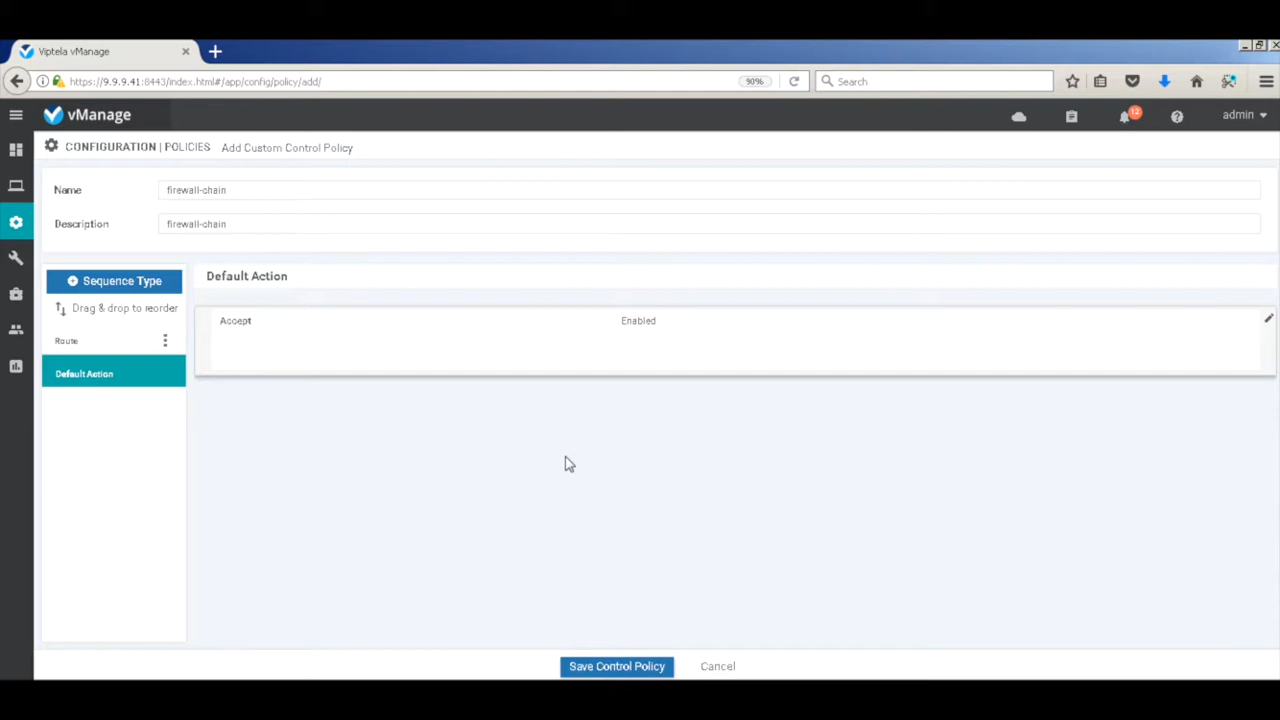 Viptela vManage
https://9.9.9.41:8443/index.html#/app/config/policy/add/
90%
Search
vManage
12
admin
CONFIGURATION | POLICIES Add Custom Control Policy
Name
firewall-chain
Description
firewall-chain
Sequence Type
Default Action
Drag & drop to reorder
Accept
Enabled
Route
Default Action
Save Control Policy
Cancel